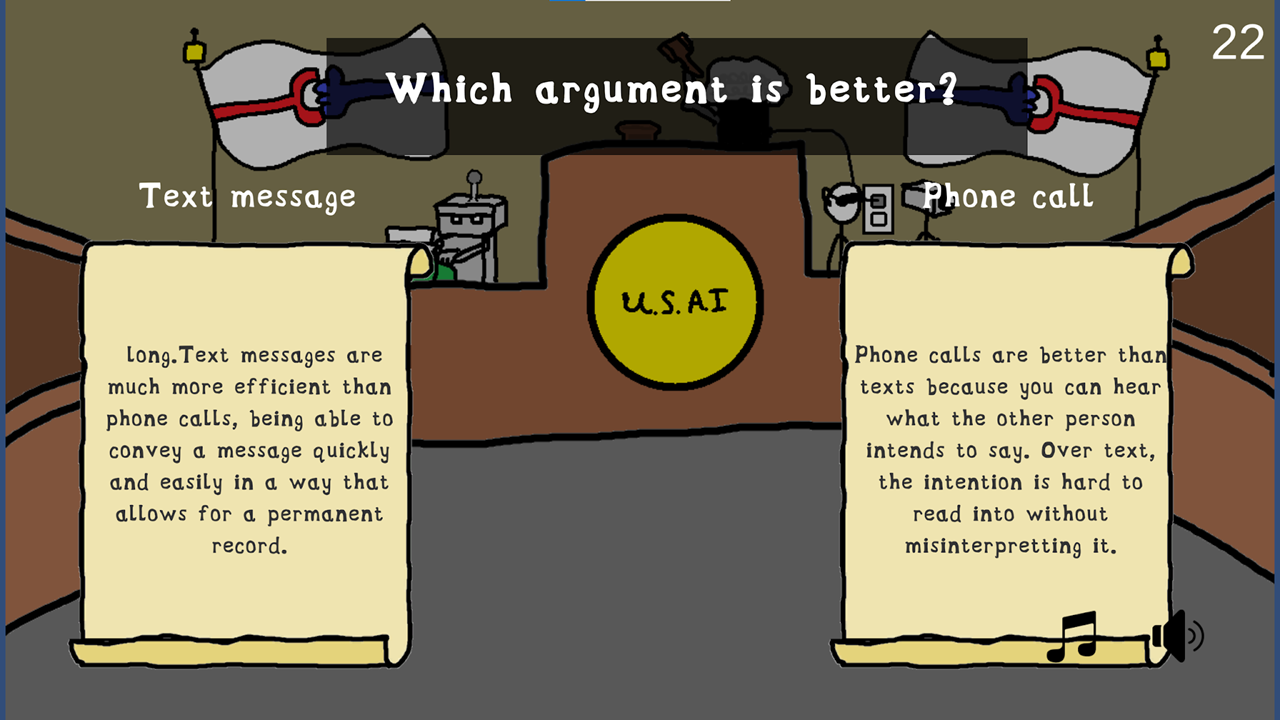 22
Which argument is better?
Text message
Phone call
U.S.A.I
long.Text messages are
much more efficient than
phone calls, being able to
convey a message quickly
and easily in a way that
allows for a permanent
record.
Phone calls are better than
texts because you can hear
what the other person
intends to say. Over text,
the intention is hard to
read into without
misinterpretting it.